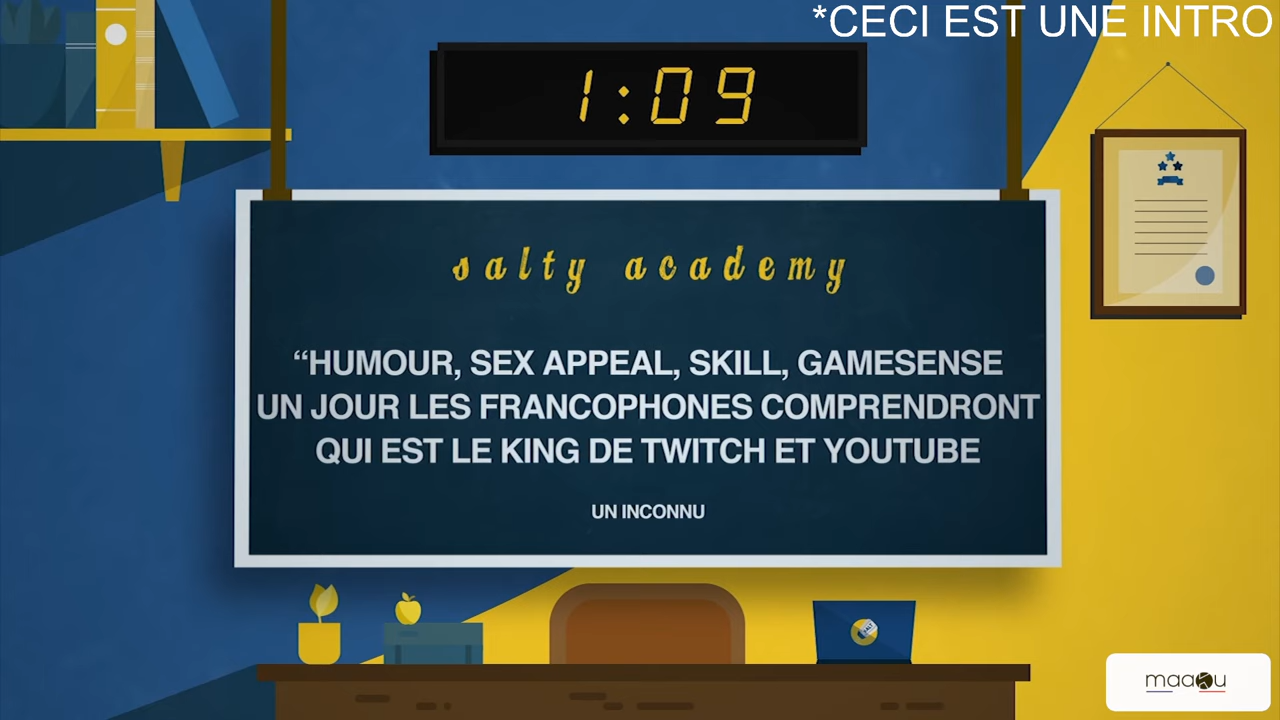 *CECI EST UNE INTRO
1:09
salty academy
“HUMOUR, SEX APPEAL, SKILL, GAMESENSE
UN JOUR LES FRANCOPHONES COMPRENDRONT
QUI EST LE KING DE TWITCH ET YOUTUBE
UN INCONNU
SALT
maaku